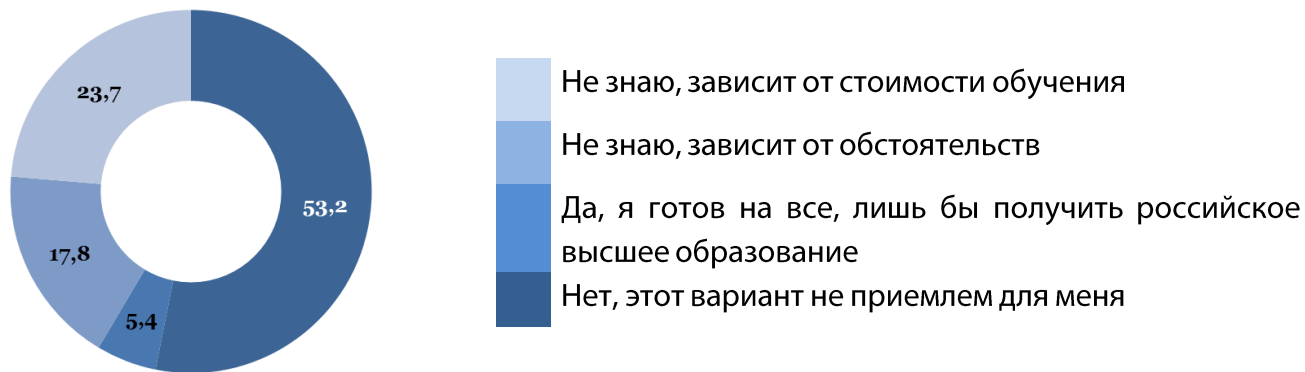 23,7
53,2
17,8
5,4
Не знаю, зависит от стоимости обучения
Не знаю, зависит от обстоятельств
Да, я готов на все, лишь бы получить российское
высшее образование
Нет, этот вариант не приемлем для меня